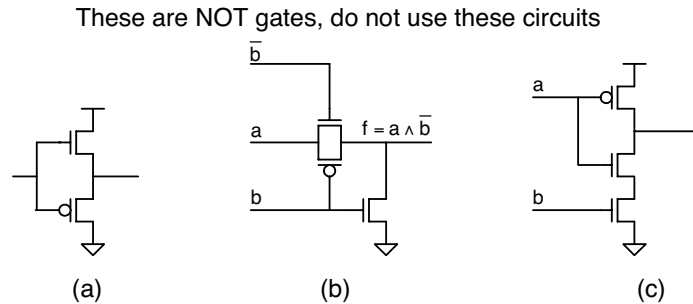 These are NOT gates, do not use these circuits
b̅
a
f = a ∧ b̅
b
a
b
(a)
(b)
(c)